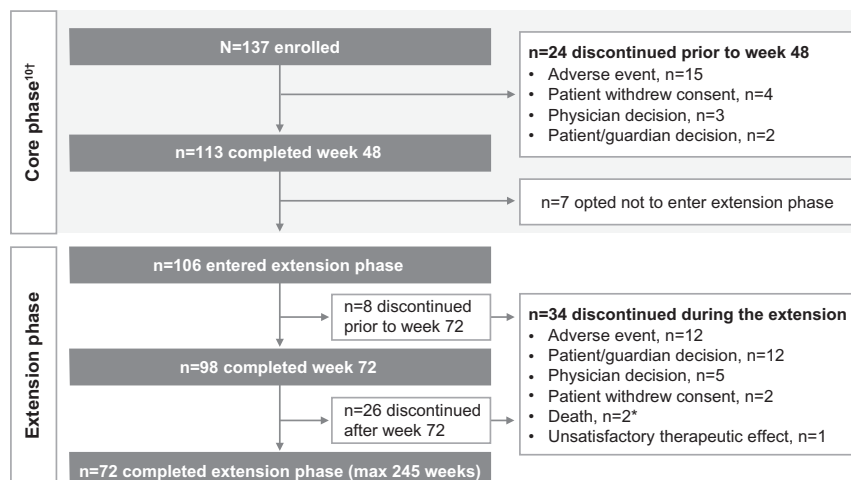 Core phase¹⁰†
N=137 enrolled
n=24 discontinued prior to week 48
• Adverse event, n=15
• Patient withdrew consent, n=4
• Physician decision, n=3
• Patient/guardian decision, n=2
n=113 completed week 48
n=7 opted not to enter extension phase
Extension phase
n=106 entered extension phase
n=8 discontinued
prior to week 72
n=34 discontinued during the extension
• Adverse event, n=12
• Patient/guardian decision, n=12
• Physician decision, n=5
• Patient withdrew consent, n=2
• Death, n=2*
• Unsatisfactory therapeutic effect, n=1
n=98 completed week 72
n=26 discontinued
after week 72
n=72 completed extension phase (max 245 weeks)